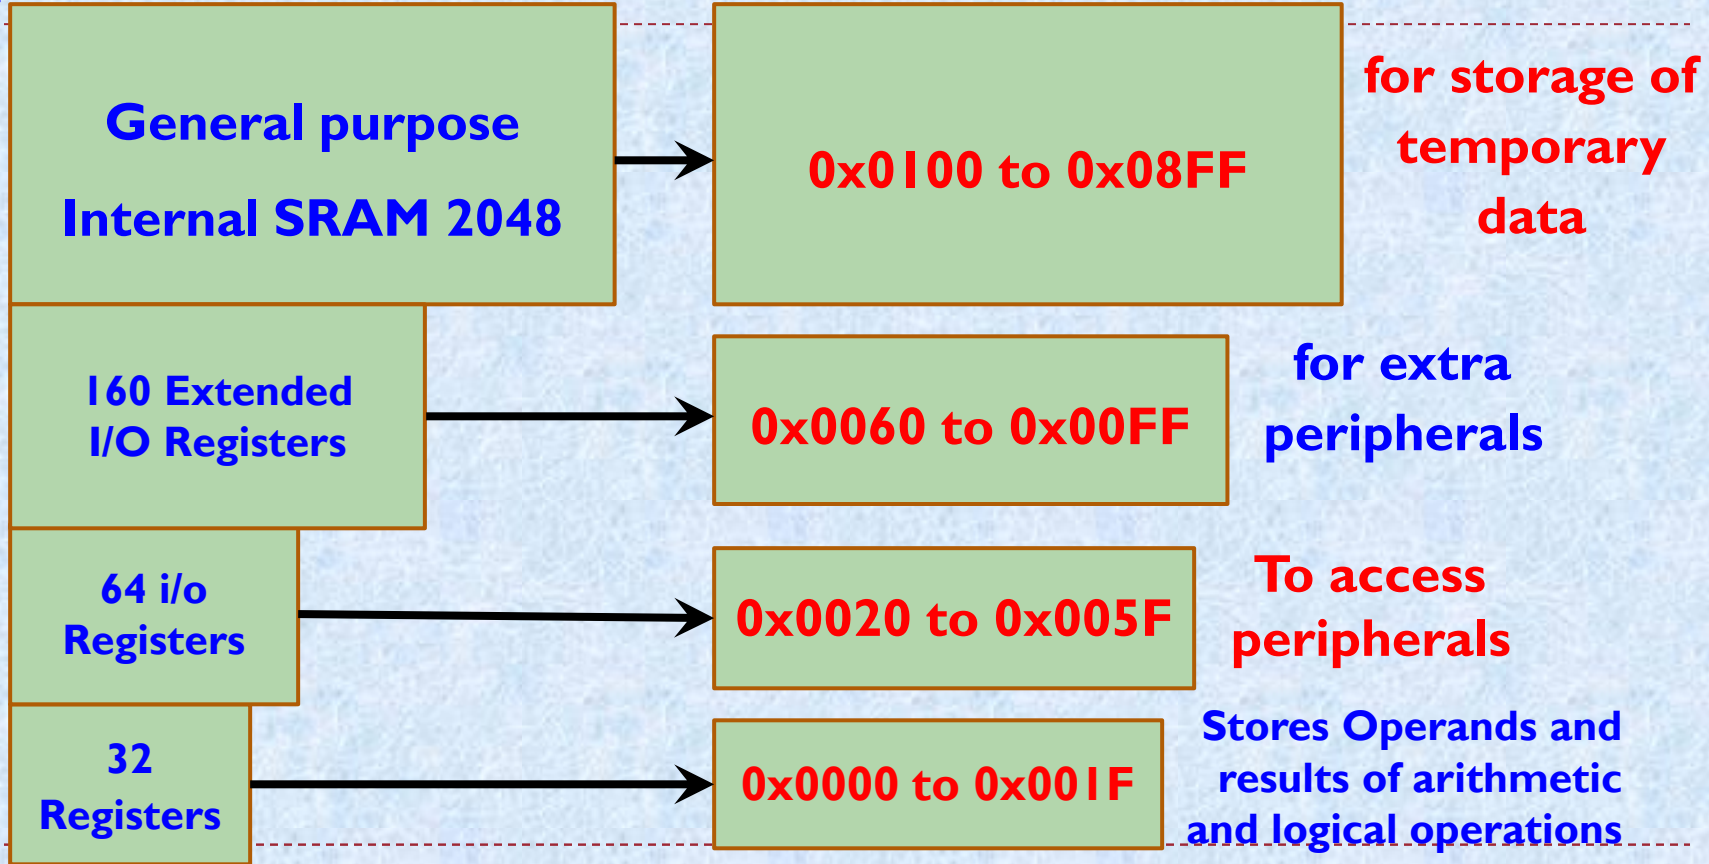 General purpose
Internal SRAM 2048
0x0100 to 0x08FF
for storage of
temporary
data
160 Extended
I/O Registers
0x0060 to 0x00FF
for extra
peripherals
64 i/o
Registers
0x0020 to 0x005F
To access
peripherals
32
Registers
0x0000 to 0x001F
Stores Operands and
results of arithmetic
and logical operations